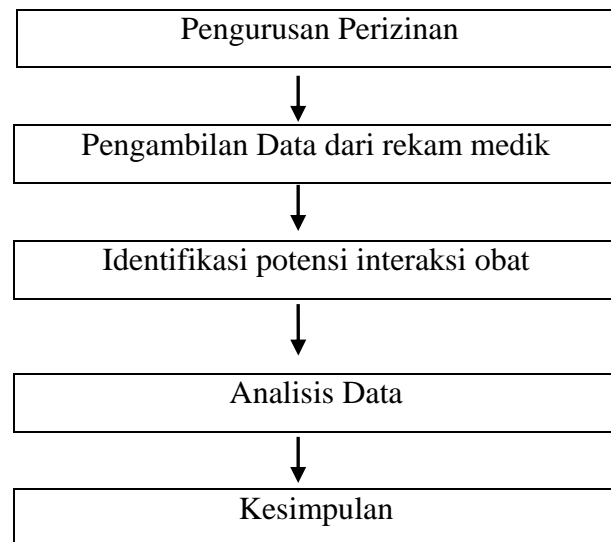 Pengurusan Perizinan
Pengambilan Data dari rekam medik
Identifikasi potensi interaksi obat
Analisis Data
Kesimpulan